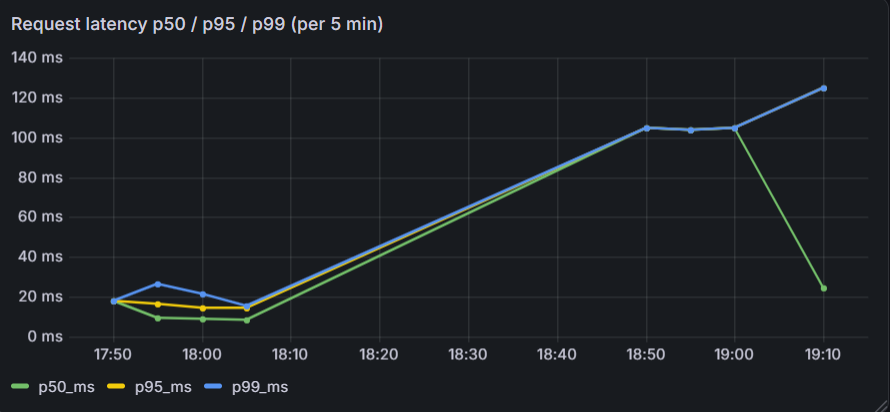 Request latency p50 / p95 / p99 (per 5 min)
140 ms
120 ms
100 ms
80 ms
60 ms
40 ms
20 ms
0 ms
17:50 18:00 18:10 18:20 18:30 18:40 18:50 19:00 19:10
p50_ms p95_ms p99_ms